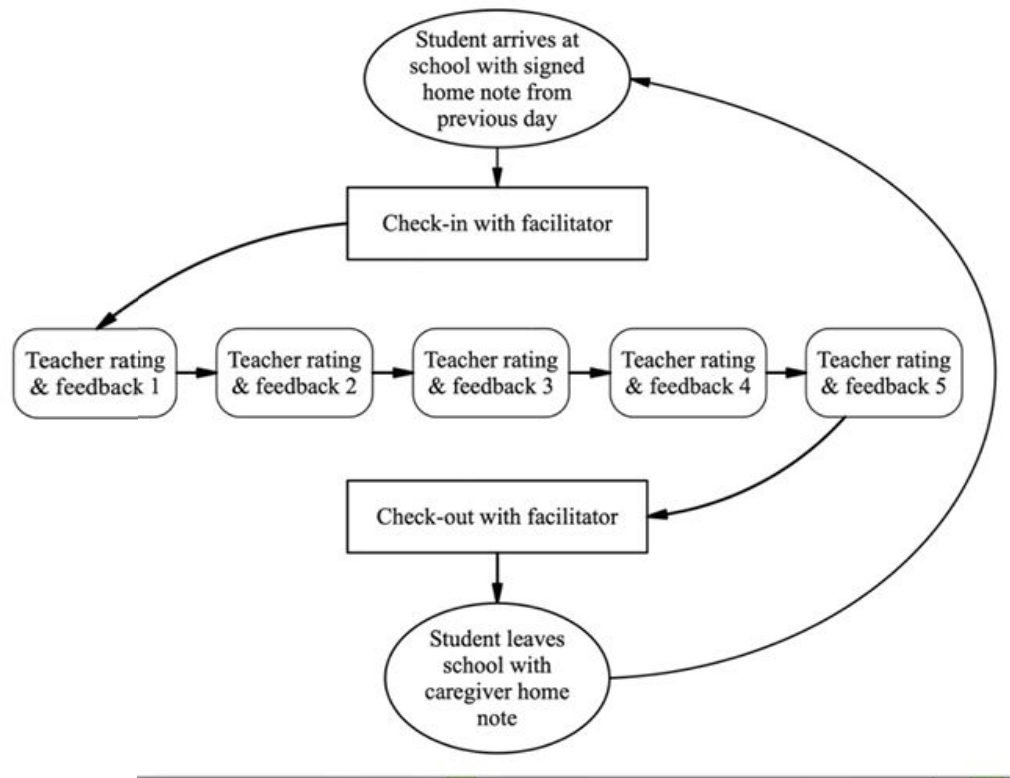 Student arrives at
school with signed
home note from
previous day
Check-in with facilitator
Teacher rating
& feedback 1
Teacher rating
& feedback 2
Teacher rating
& feedback 3
Teacher rating
& feedback 4
Teacher rating
& feedback 5
Check-out with facilitator
Student leaves
school with
caregiver home
note